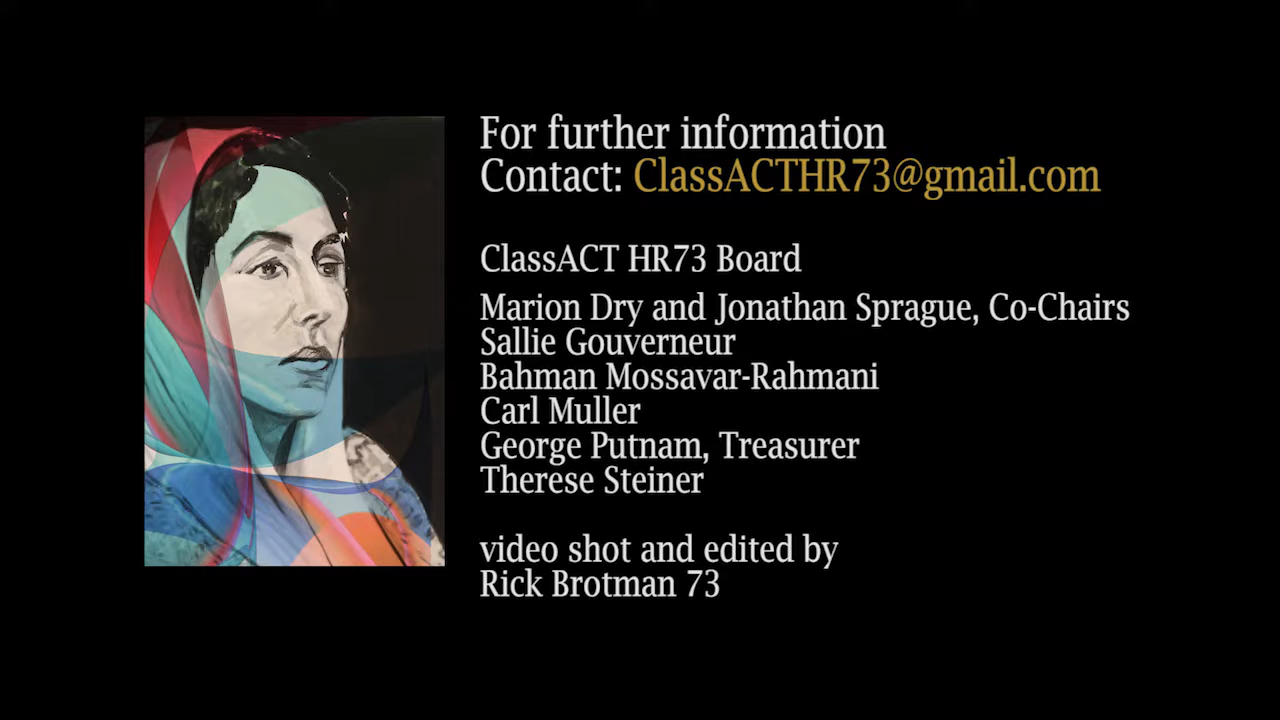 For further information
Contact: ClassACTHR73@gmail.com
ClassACT HR73 Board
Marion Dry and Jonathan Sprague, Co-Chairs
Sallie Gouverneur
Bahman Mossavar-Rahmani
Carl Muller
George Putnam, Treasurer
Therese Steiner
video shot and edited by
Rick Brotman 73